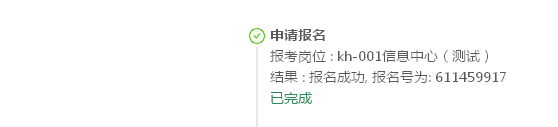 申请报名
报考岗位 : kh-001信息中心（测试）
结果 : 报名成功, 报名号为: 611459917
已完成